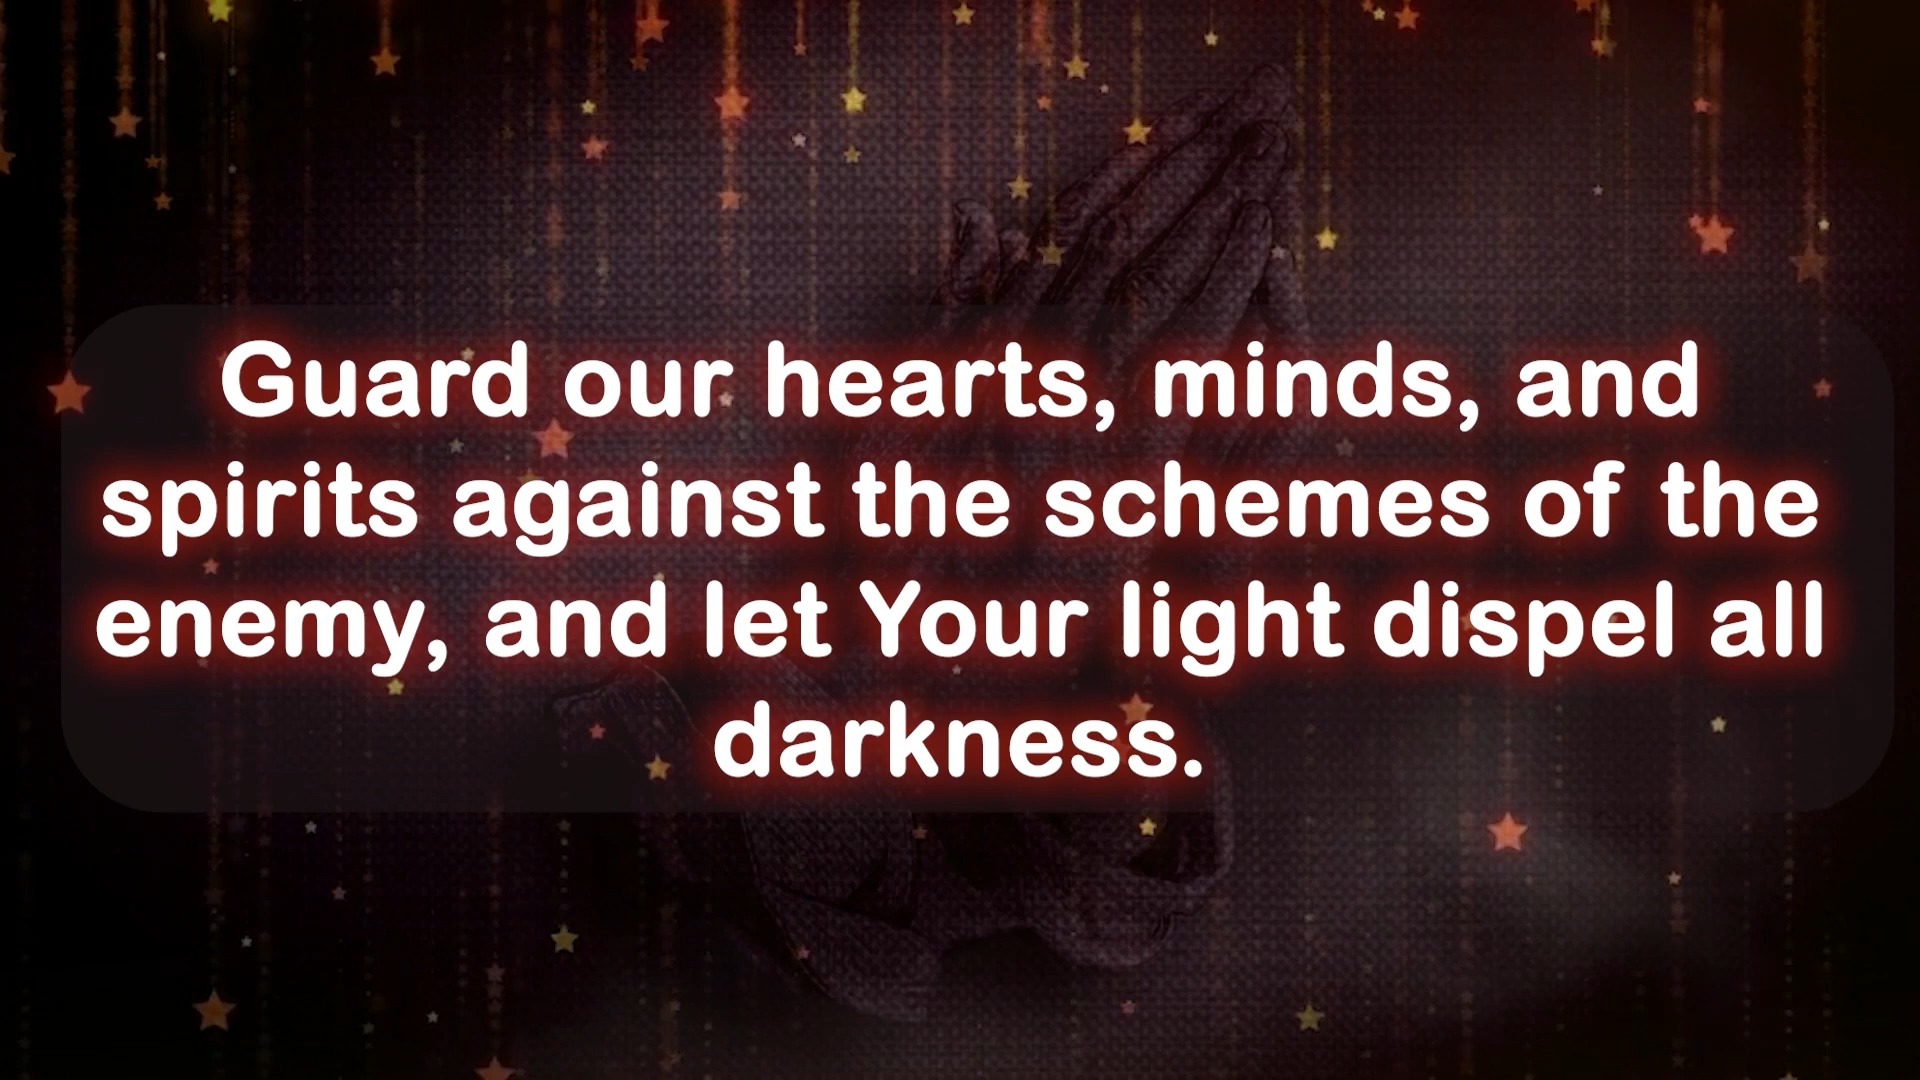 Guard our hearts, minds, and
spirits against the schemes of the
enemy, and let Your light dispel all
darkness.